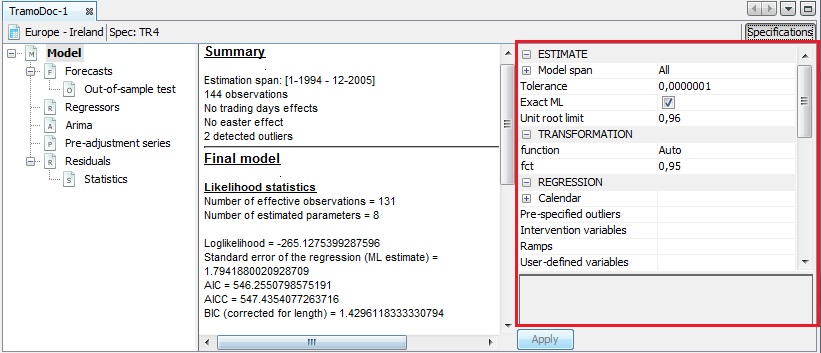 TramoDoc-1
Europe - Ireland Spec: TR4 Specifications
Model
Forecasts
Out-of-sample test
Regressors
Arima
Pre-adjustment series
Residuals
Statistics
Summary
Estimation span: [1-1994 - 12-2005]
144 observations
No trading days effects
No easter effect
2 detected outliers
Final model
Likelihood statistics
Number of effective observations = 131
Number of estimated parameters = 8
Loglikelihood = -265.1275399287596
Standard error of the regression (ML estimate) =
1.7941880020928709
AIC = 546.2550798575191
AICC = 547.4354077263716
BIC (corrected for length) = 1.4296118333330794
ESTIMATE
Model span All
Tolerance 0,0000001
Exact ML
Unit root limit 0,96
TRANSFORMATION
function Auto
fct 0,95
REGRESSION
Calendar
Pre-specified outliers
Intervention variables
Ramps
User-defined variables
Apply